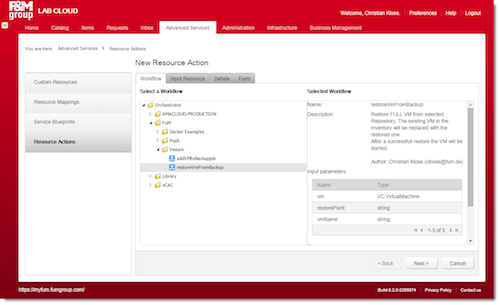 F&M
group
LAB CLOUD
Welcome, Christian Klose. Preferences Help Logout
Home Catalog Items Requests Inbox Advanced Services Administration Infrastructure Business Management
You are here: Advanced Services Resource Actions
Custom Resources
Resource Mappings
Service Blueprints
Resource Actions
New Resource Action
Workflow Input Resource Details Form
Select a Workflow
Orchestrator
ANACLOUD-PRODUCTION
FuM
Docker Examples
Push
Veeam
addVMtoBackupjob
restoreVmFromBackup
Library
vCAC
Selected Workflow
Name: restoreVmFromBackup
Description: Restore FULL VM from selected
Repository. The existing VM in the
Inventory will be replaced with the
restored one.
After a successful restore the VM will be
started.
Author: Christian Klose (cklose@fum.de)
Input parameters:
Name Type
vm VC:VirtualMachine
restorePoint string
vmName string
1-3 of 3
< Back Next > Cancel
https://myfum.fumgroup.com/ Build 6.2.0-2299574 Privacy Policy Contact us